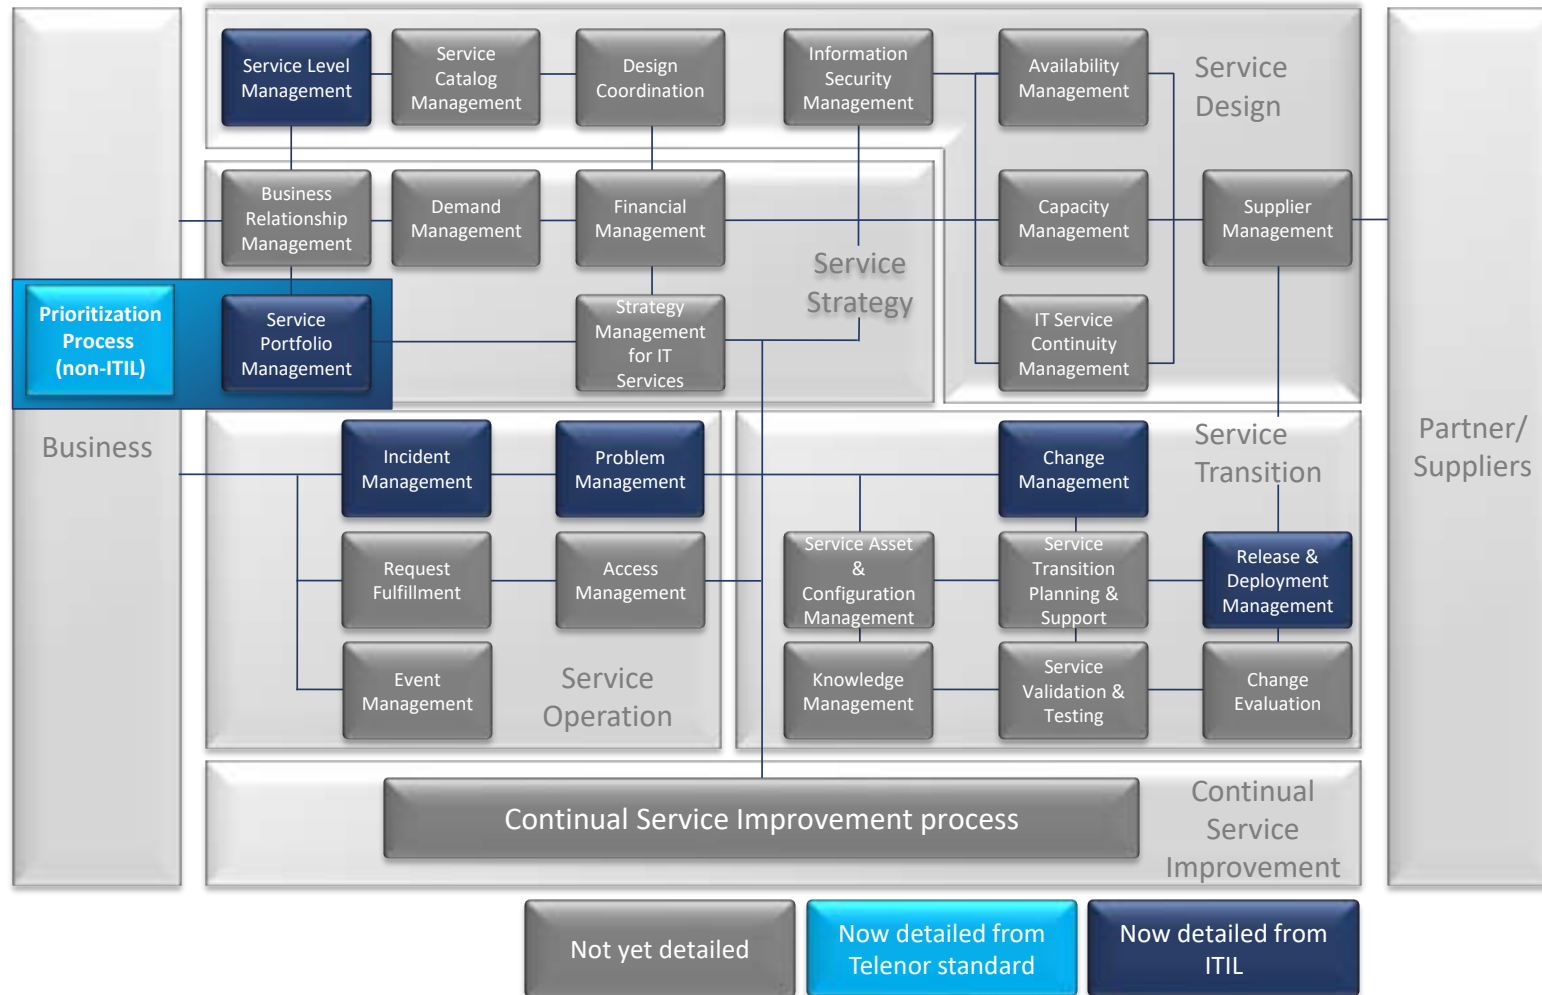 Service Level
Management
Service
Catalog
Management
Design
Coordination
Information
Security
Management
Availability
Management
Service
Design
Business
Relationship
Management
Demand
Management
Financial
Management
Capacity
Management
Supplier
Management
Service
Strategy
Prioritization
Process
(non-ITIL)
Service
Portfolio
Management
Strategy
Management
for IT
Services
IT Service
Continuity
Management
Business
Incident
Management
Problem
Management
Change
Management
Service
Transition
Partner/
Suppliers
Request
Fulfillment
Access
Management
Service Asset
&
Configuration
Management
Service
Transition
Planning &
Support
Release &
Deployment
Management
Event
Management
Service
Operation
Knowledge
Management
Service
Validation &
Testing
Change
Evaluation
Continual Service Improvement process
Continual
Service
Improvement
Not yet detailed
Now detailed from
Telenor standard
Now detailed from
ITIL